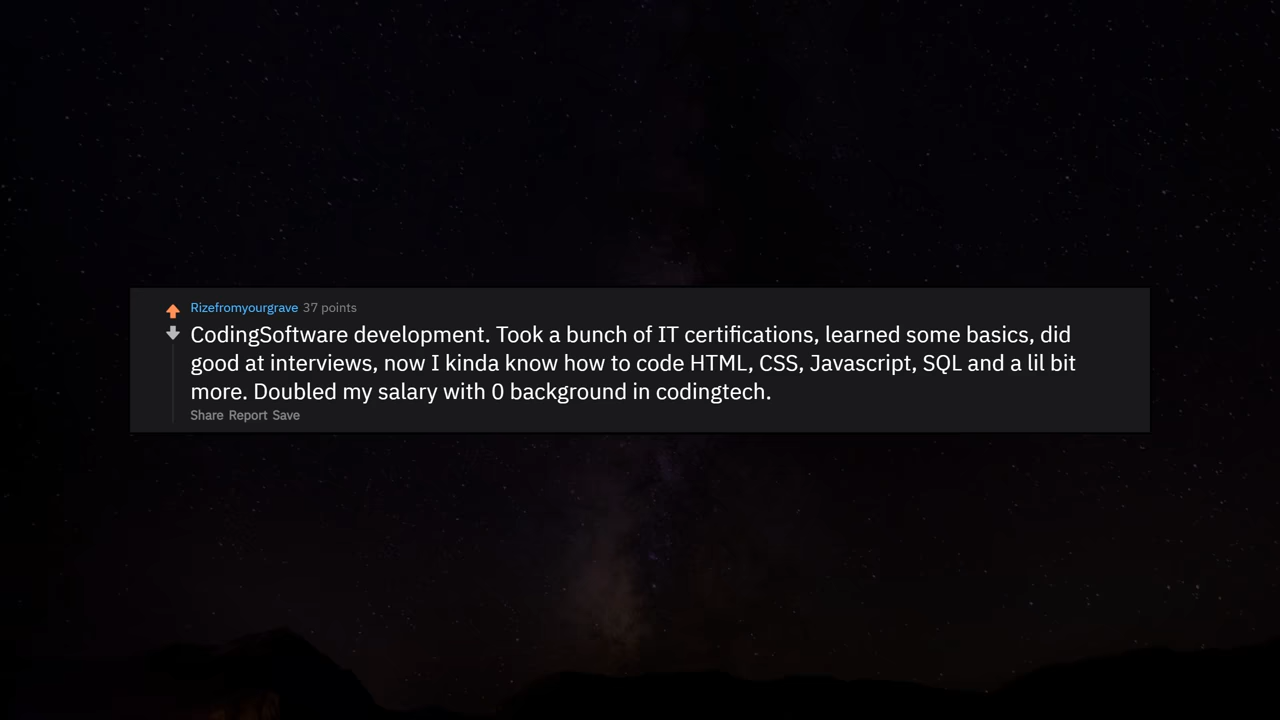 Rizefromyourgrave 37 points
CodingSoftware development. Took a bunch of IT certifications, learned some basics, did
good at interviews, now I kinda know how to code HTML, CSS, Javascript, SQL and a lil bit
more. Doubled my salary with 0 background in codingtech.
Share Report Save